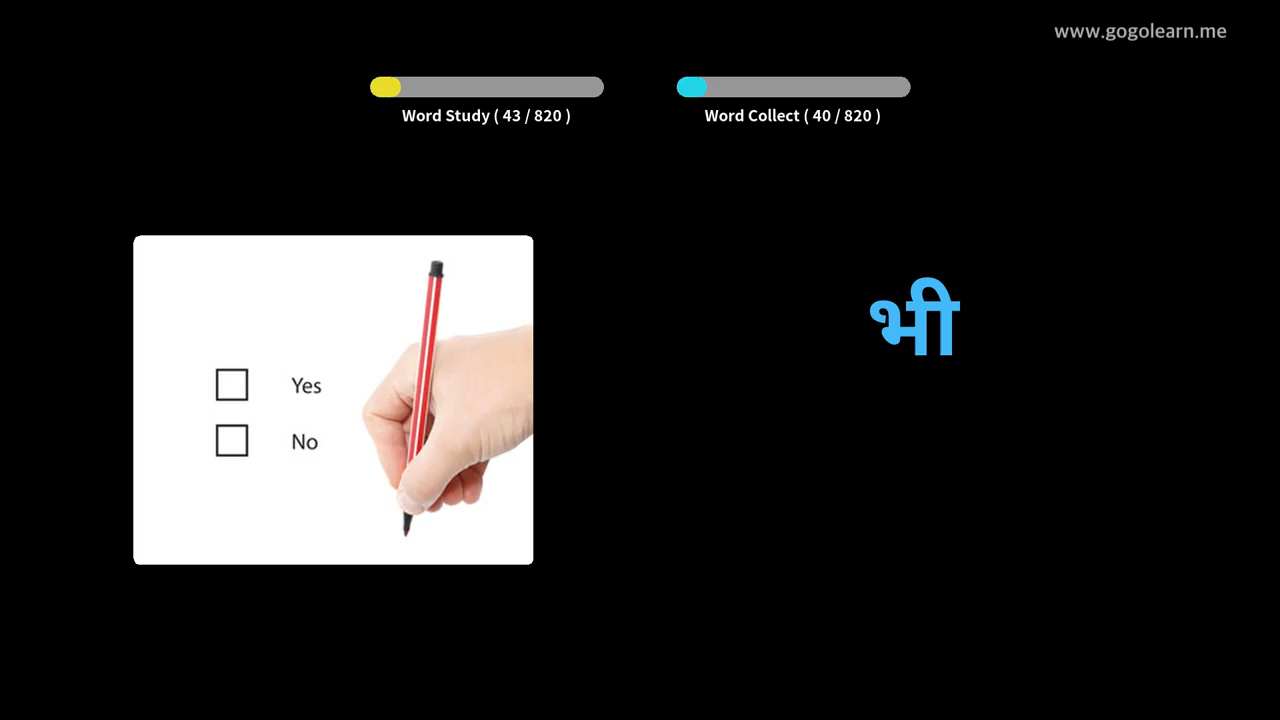 www.gogolearn.me
Word Study ( 43 / 820 )
Word Collect ( 40 / 820 )
Yes
No
भी